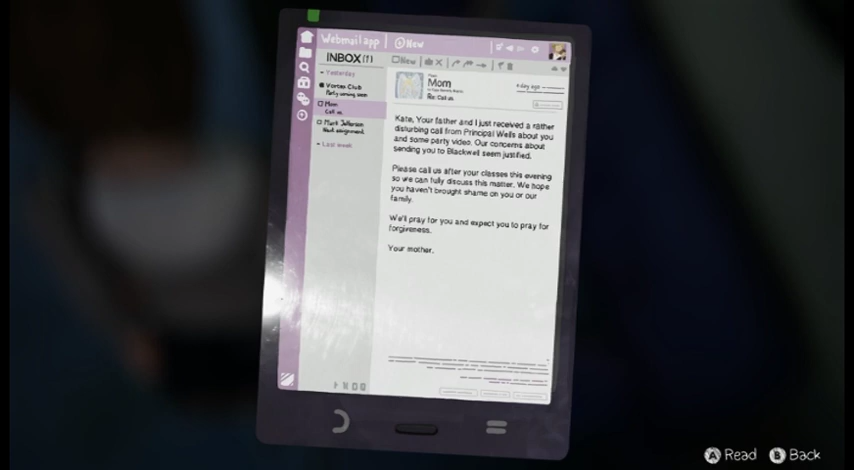 Webmail app | New
INBOX(1)
New
Yesterday
Vortex Club
Party coming soon
Mom
Call us.
Mark Jefferson
Next assignment
Last week
Mom
Re: Call us
a day ago
Kate, Your father and I just received a rather
disturbing call from Principal Wells about you
and some party video. Our concerns about
sending you to Blackwell seem justified.
Please call us after your classes this evening
so we can fully discuss this matter. We hope
you haven't brought shame on you or our
family.
We'll pray for you and expect you to pray for
forgiveness.
Your mother.
A Read B Back